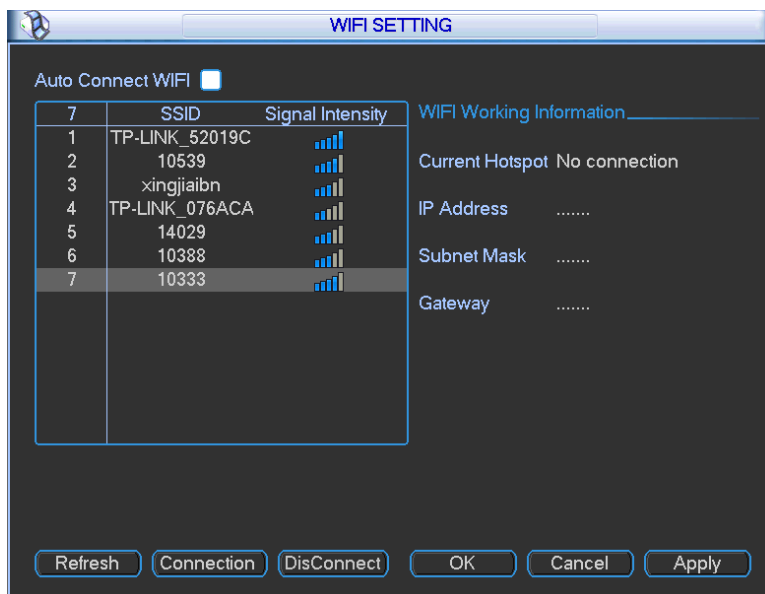 WIFI SETTING
Auto Connect WIFI
7 SSID Signal Intensity
1 TP-LINK_52019C
2 10539
3 xingjiaibn
4 TP-LINK_076ACA
5 14029
6 10388
7 10333
WIFI Working Information
Current Hotspot No connection
IP Address .......
Subnet Mask .......
Gateway .......
Refresh Connection DisConnect OK Cancel Apply